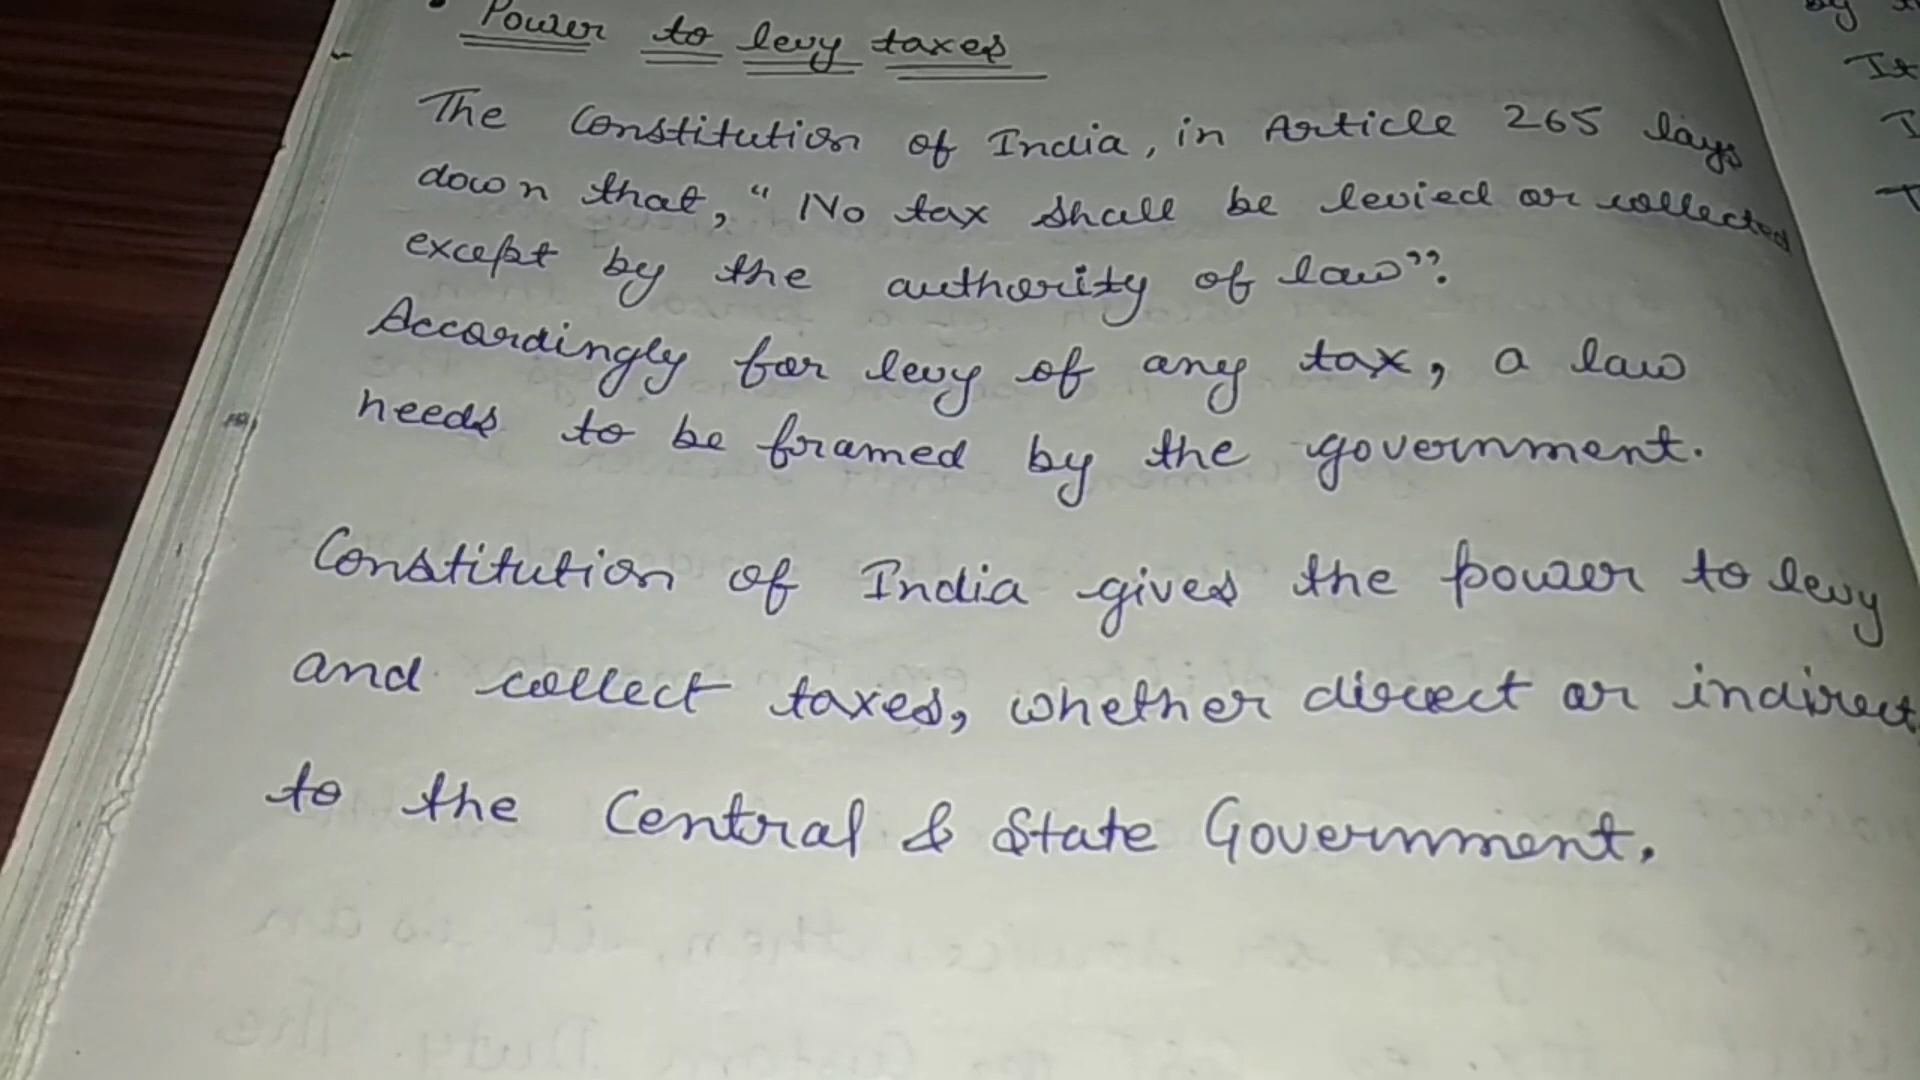 • Power to levy taxes
The Constitution of India, in Article 265 lays
down that, "No tax shall be levied or collected
except by the authority of law".
Accordingly for levy of any tax, a law
needs to be framed by the government.
Constitution of India gives the power to levy
and collect taxes, whether direct or indirect
to the Central & State Government.
by
It